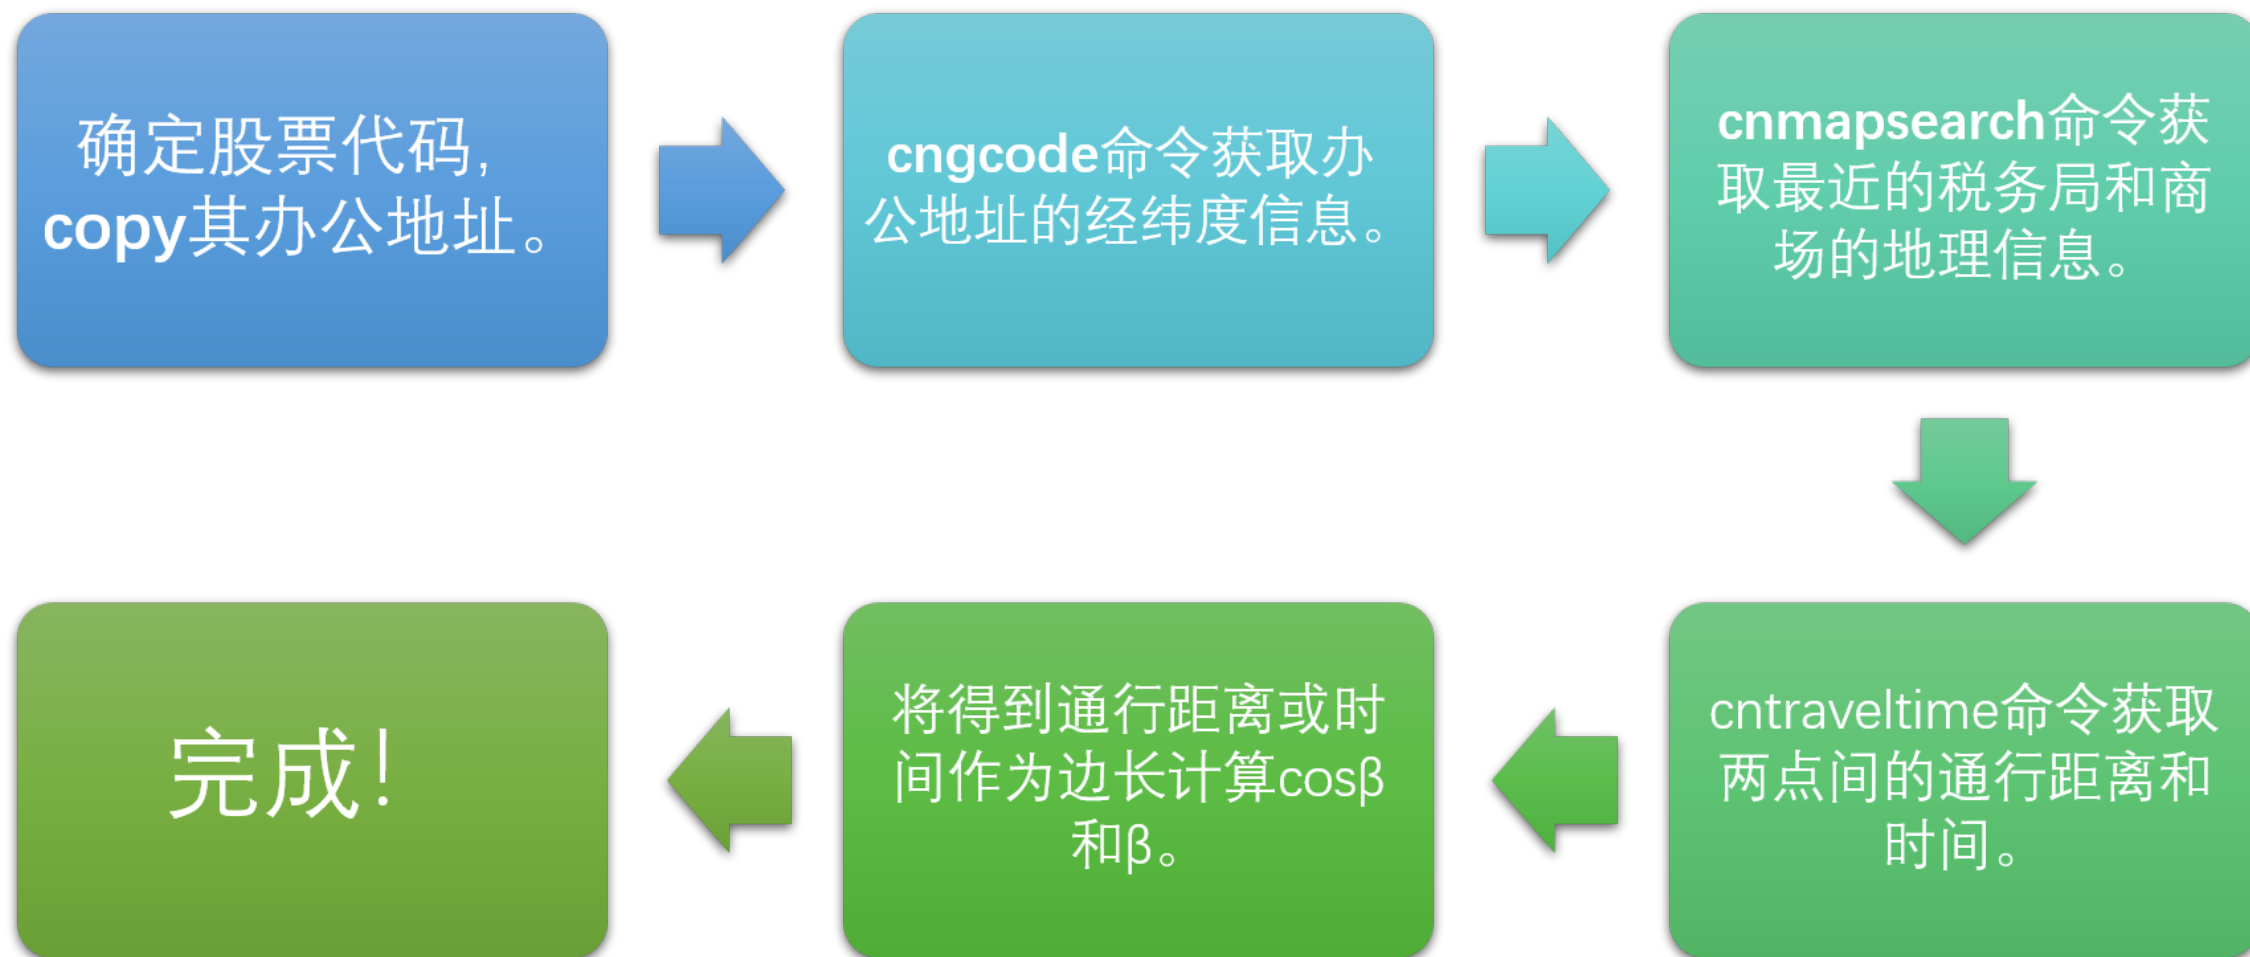 确定股票代码,
copy其办公地址。
cngcode命令获取办
公地址的经纬度信息。
cnmapsearch命令获
取最近的税务局和商
场的地理信息。
cntraveltime命令获取
两点间的通行距离和
时间。
将得到通行距离或时
间作为边长计算cosβ
和β。
完成!